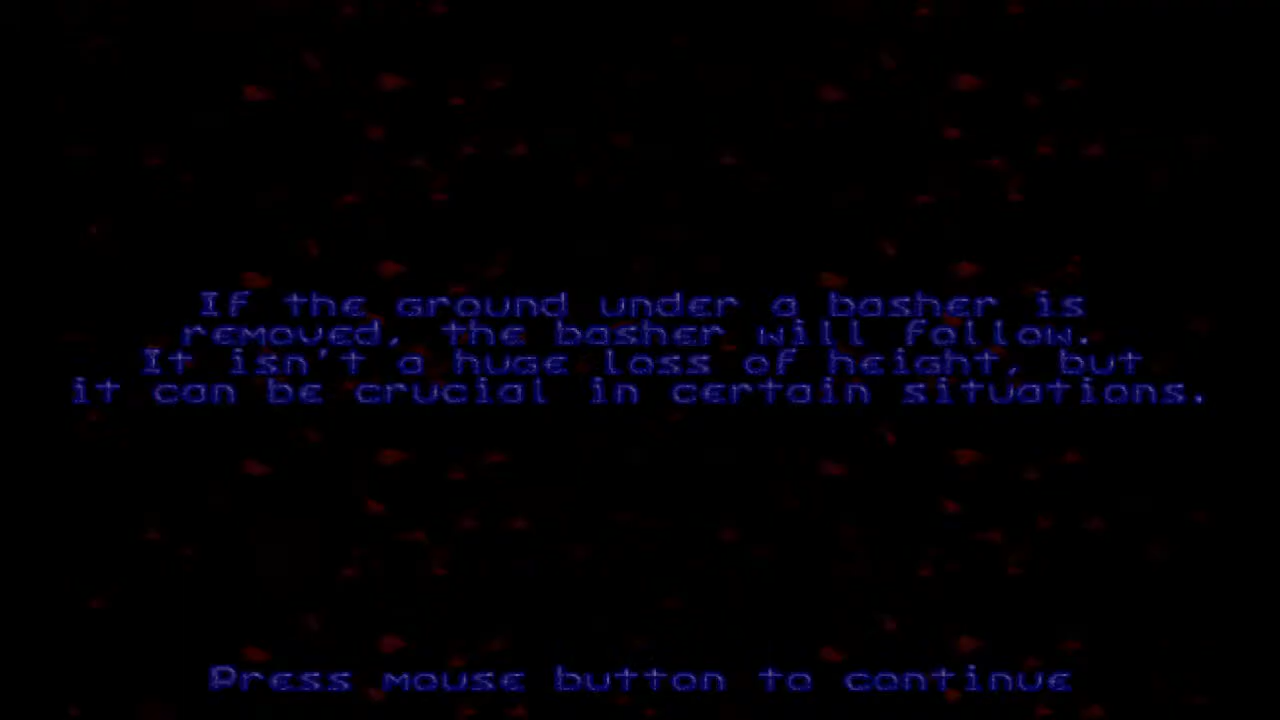 If the ground under a basher is
removed, the basher will follow.
It isn't a huge loss of height, but
it can be crucial in certain situations.
Press mouse button to continue